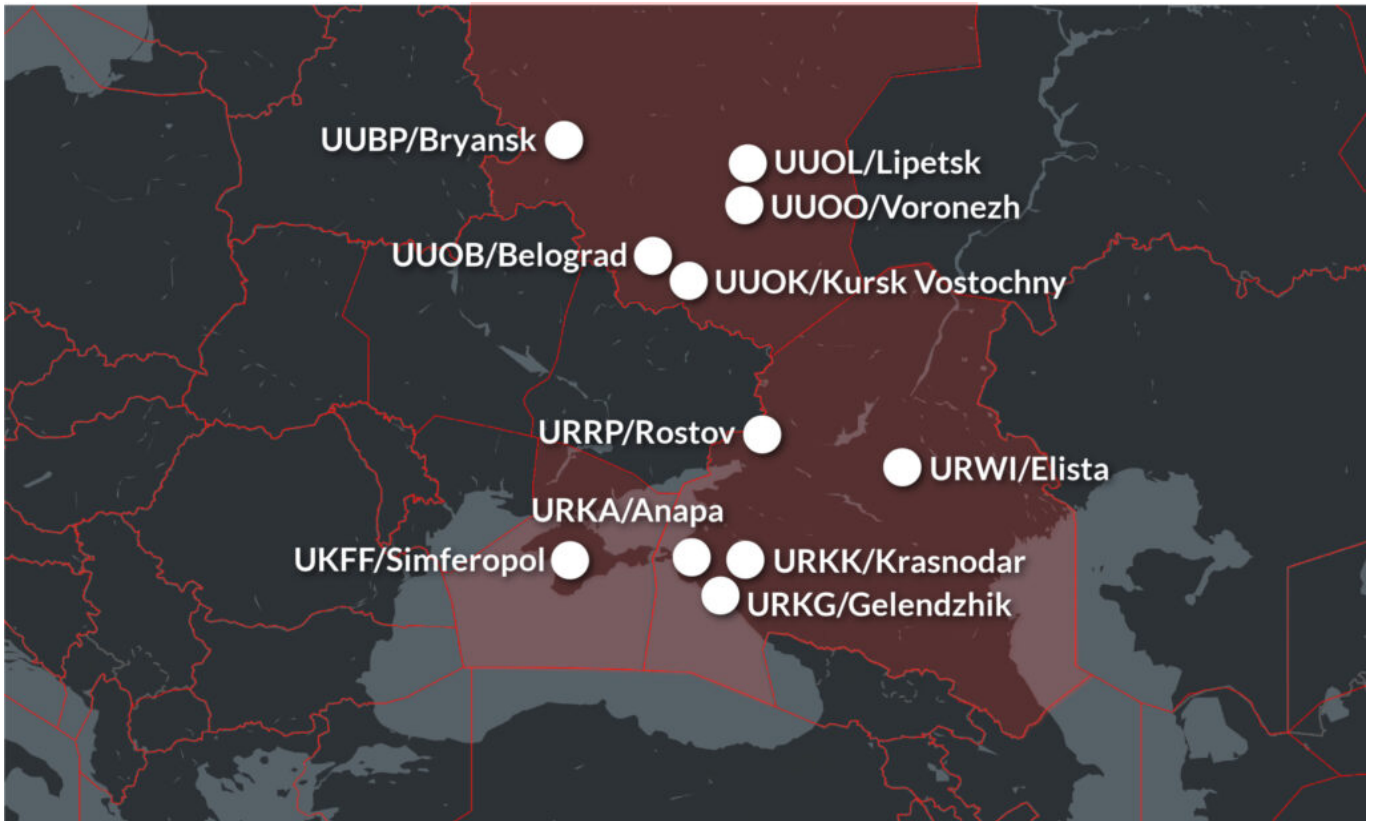 UUBP/Bryansk
UUOL/Lipetsk
UUOO/Voronezh
UUOB/Belograd
UUOK/Kursk Vostochny
URRP/Rostov
URWI/Elista
URKA/Anapa
UKFF/Simferopol
URKK/Krasnodar
URKG/Gelendzhik